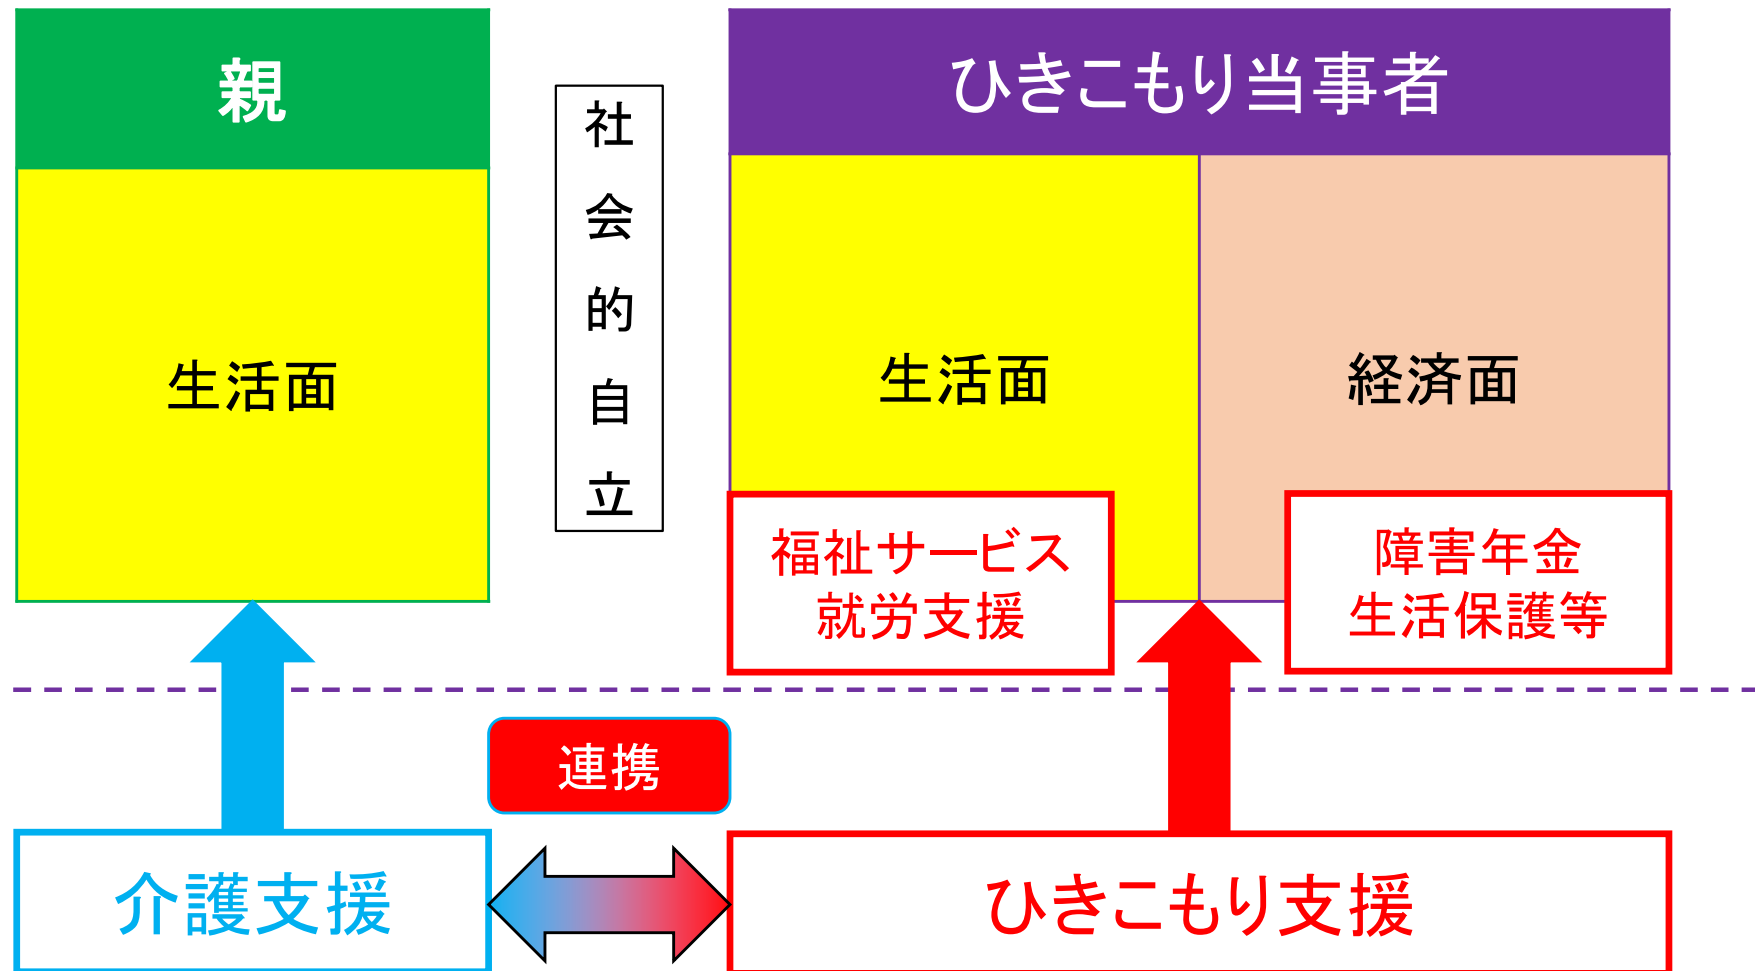 親
生活面
社会的自立
ひきこもり当事者
生活面
経済面
福祉サービス
就労支援
障害年金
生活保護等
連携
介護支援
ひきこもり支援